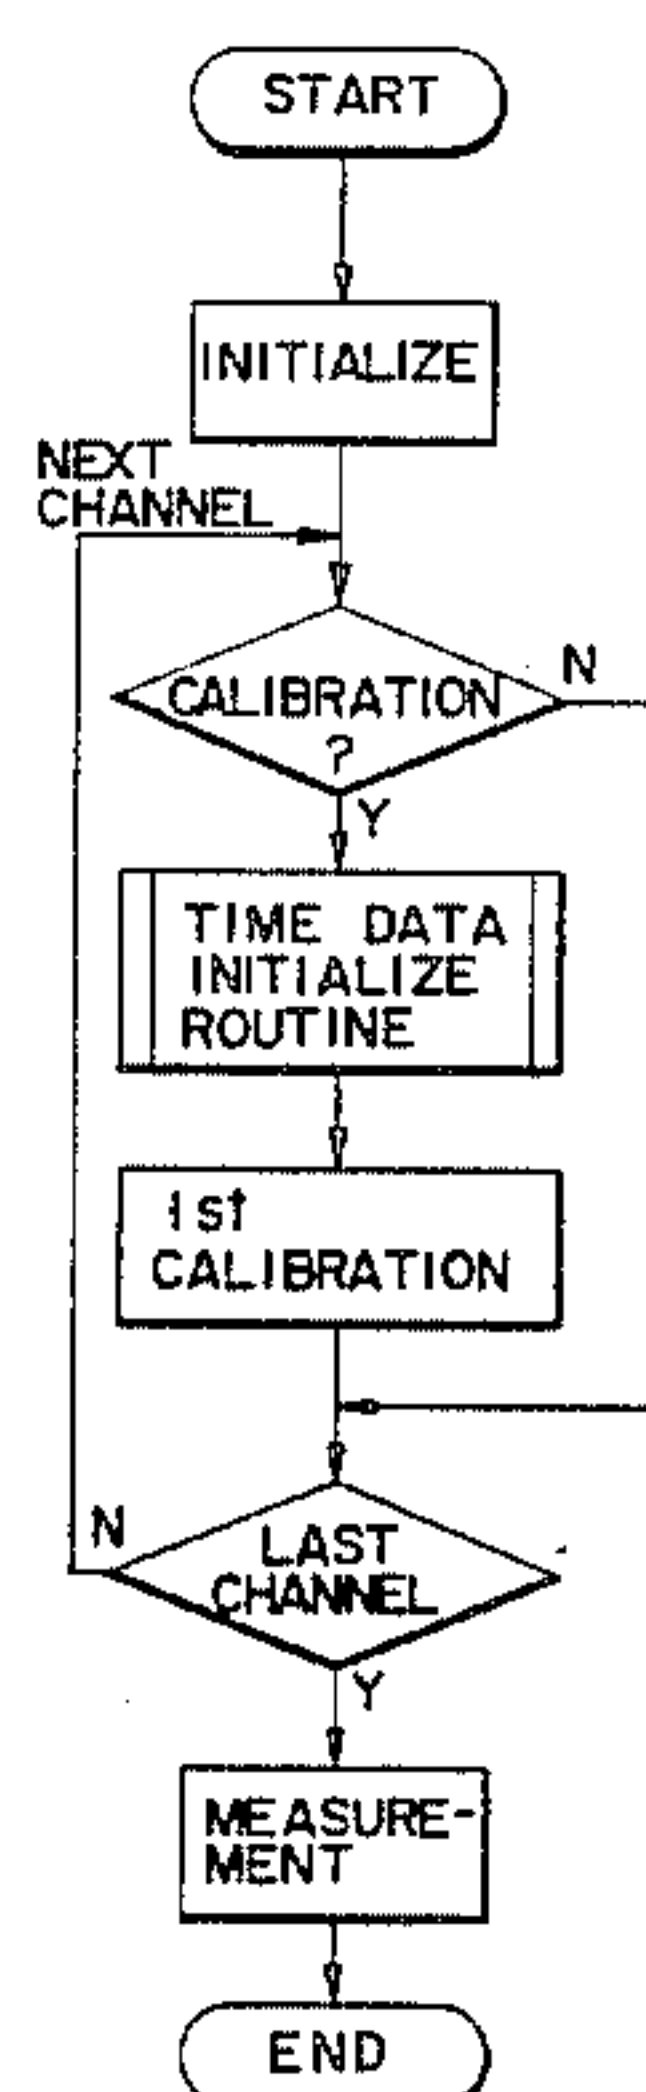 START
INITIALIZE
NEXT
CHANNEL
CALIBRATION
?
N
Y
TIME DATA
INITIALIZE
ROUTINE
1st
CALIBRATION
N
LAST
CHANNEL
Y
MEASURE-
MENT
END